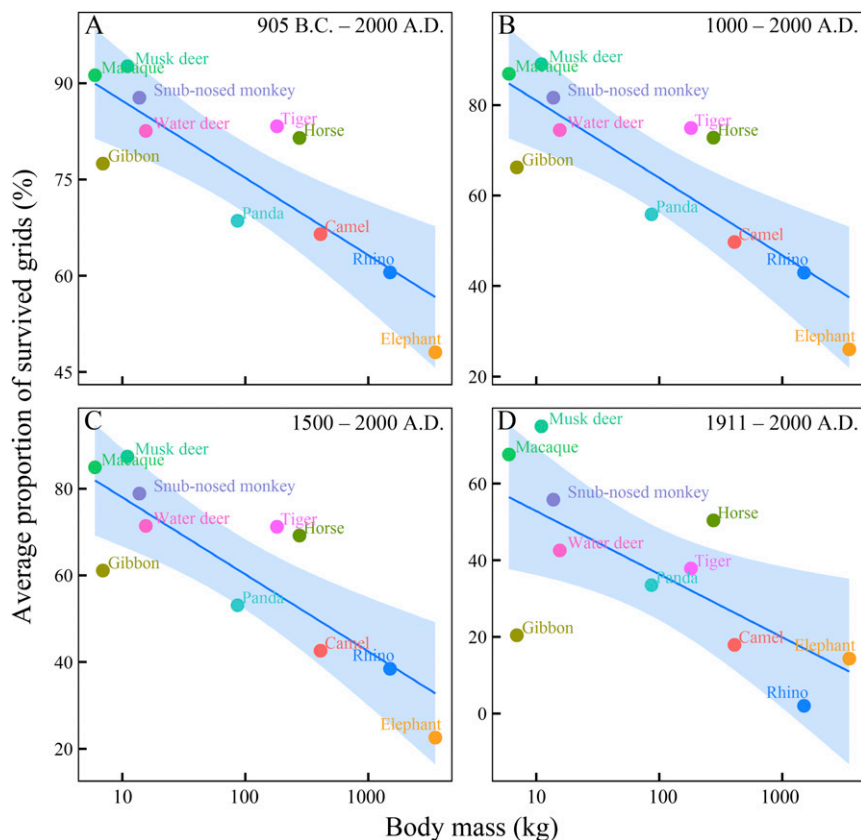 Average proportion of survived grids (%)
A
905 B.C. – 2000 A.D.
Musk deer
Macaque
90
Snub-nosed monkey
Water deer
Tiger
Horse
Gibbon
75
Panda
Camel
60
Rhino
Elephant
45
B
1000 – 2000 A.D.
Musk deer
Macaque
Snub-nosed monkey
80
Water deer
Tiger
Horse
Gibbon
60
Panda
Camel
Rhino
40
Elephant
20
C
1500 – 2000 A.D.
Musk deer
Macaque
Snub-nosed monkey
80
Water deer
Tiger
Horse
Gibbon
60
Panda
Camel
Rhino
40
Elephant
20
10
100
1000
D
1911 – 2000 A.D.
Musk deer
Macaque
60
Snub-nosed monkey
Horse
Water deer
40
Tiger
Panda
Gibbon
20
Camel
Elephant
Rhino
0
10
100
1000
Body mass (kg)